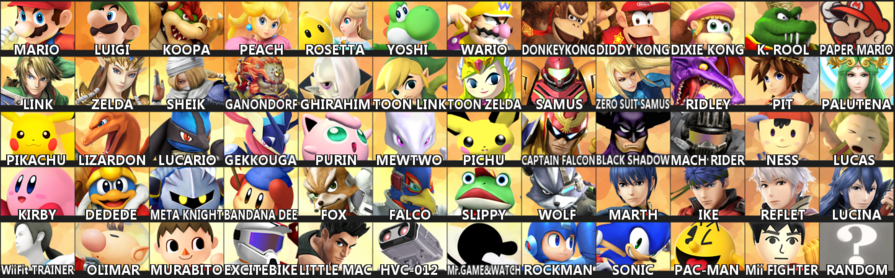 MARIO LUIGI KOOPA PEACH ROSETTA YOSHI WARIO DONKEYKONG DIDDY KONG DIXIE KONG K. ROOL PAPER MARIO
LINK ZELDA SHEIK GANONDORF GHIRAHIM TOON LINK TOON ZELDA SAMUS ZERO SUIT SAMUS RIDLEY PIT PALUTENA
PIKACHU LIZARDON LUCARIO GEKKOUGA PURIN MEWTWO PICHU CAPTAIN FALCON BLACK SHADOW MACH RIDER NESS LUCAS
KIRBY DEDEDE META KNIGHT BANDANA DEE FOX FALCO SLIPPY WOLF MARTH IKE REFLET LUCINA
Wii Fit TRAINER OLIMAR MURABITO EXCITEBIKE LITTLE MAC HVC-012 Mr.GAME&WATCH ROCKMAN SONIC PAC-MAN Mii FIGHTER RANDOM